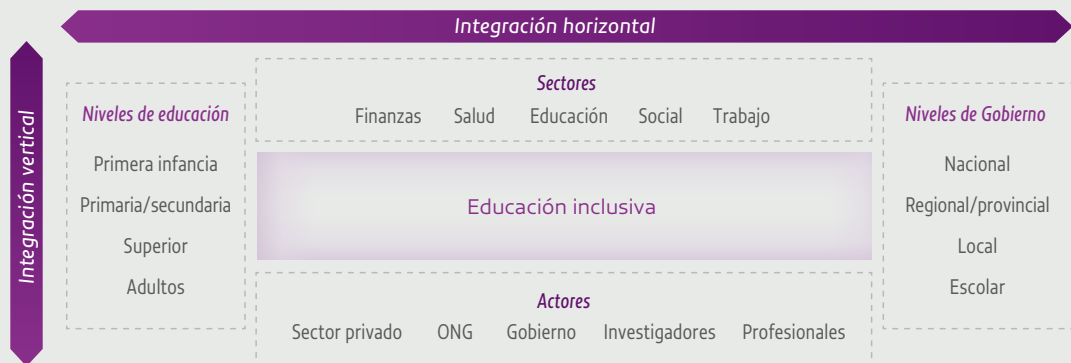 Integración horizontal
Integración vertical
Niveles de educación
Primera infancia
Primaria/secundaria
Superior
Adultos
Sectores
Finanzas Salud Educación Social Trabajo
Educación inclusiva
Actores
Sector privado ONG Gobierno Investigadores Profesionales
Niveles de Gobierno
Nacional
Regional/provincial
Local
Escolar